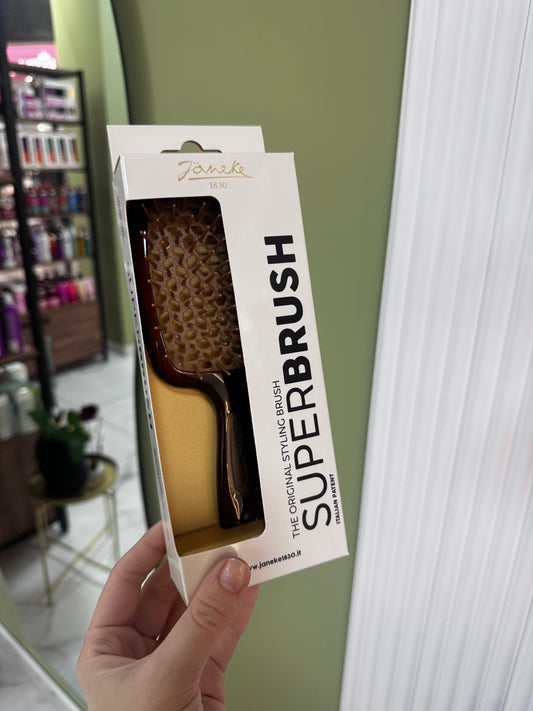 Jäneke
1830
THE ORIGINAL STYLING BRUSH
SUPERBRUSH
ITALIAN PATENT
www.janeke1830.it